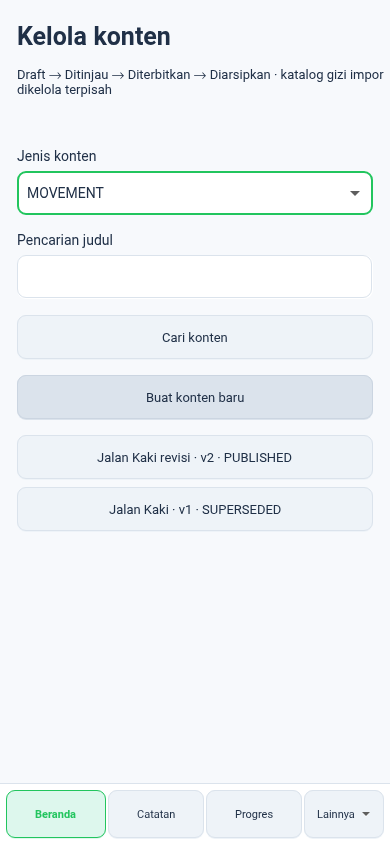 Kelola konten
Draft → Ditinjau → Diterbitkan → Diarsipkan · katalog gizi impor
dikelola terpisah
Jenis konten
MOVEMENT
Pencarian judul
Cari konten
Buat konten baru
Jalan Kaki revisi · v2 · PUBLISHED
Jalan Kaki · v1 · SUPERSEDED
Beranda
Catatan
Progres
Lainnya